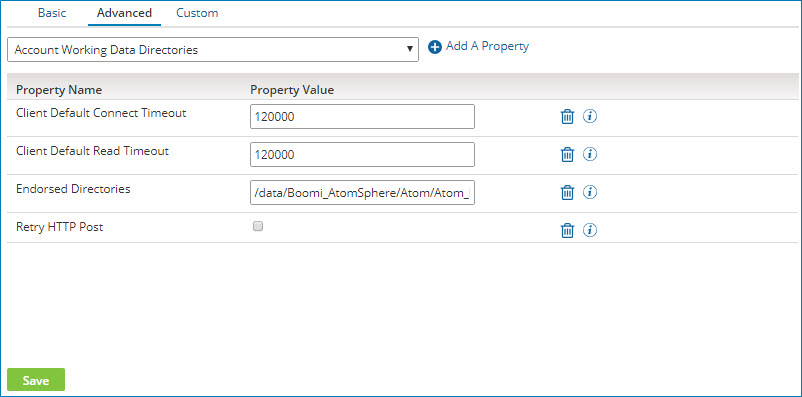 Basic Advanced Custom
Account Working Data Directories Add A Property
Property Name Property Value
Client Default Connect Timeout 120000
Client Default Read Timeout 120000
Endorsed Directories /data/Boomi_AtomSphere/Atom/Atom_
Retry HTTP Post
Save